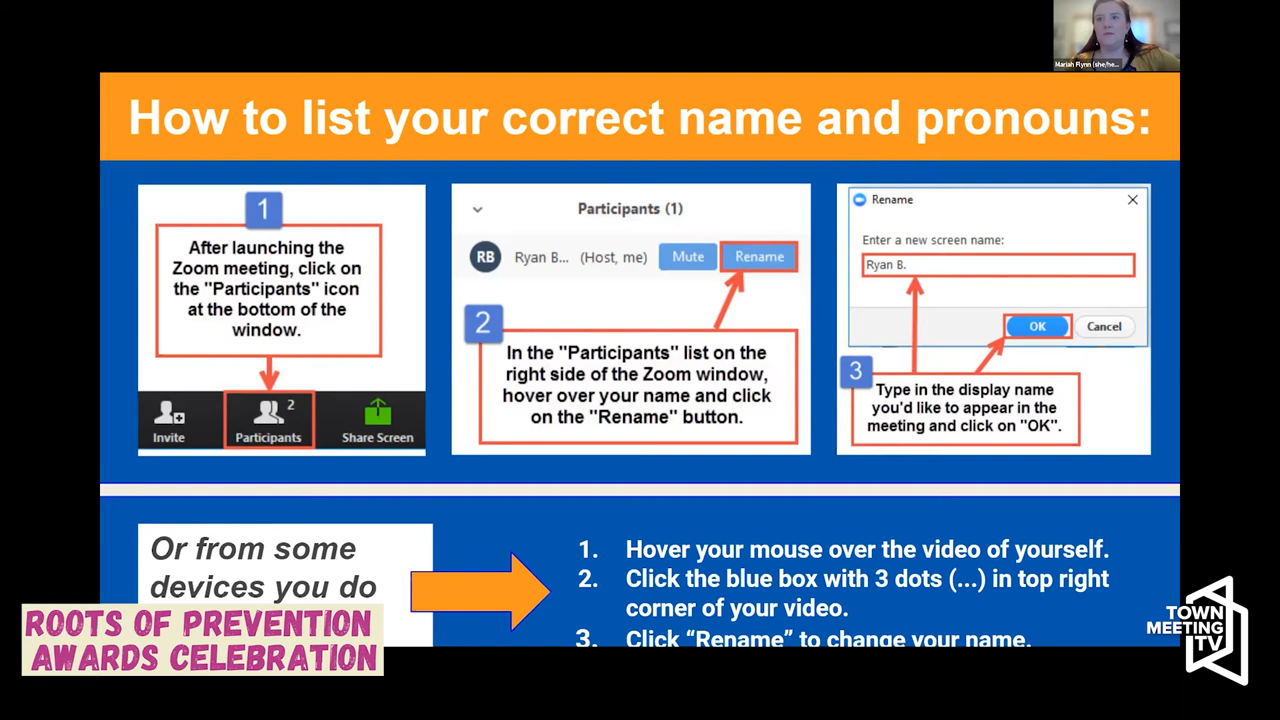 Mariah Flynn (she/he...
How to list your correct name and pronouns:
1
After launching the
Zoom meeting, click on
the "Participants" icon
at the bottom of the
window.
2
Invite
Participants
Share Screen
Participants (1)
RB
Ryan B... (Host, me)
Mute
Rename
2
In the "Participants" list on the
right side of the Zoom window,
hover over your name and click
on the "Rename" button.
Rename
Enter a new screen name:
Ryan B.
OK
Cancel
3
Type in the display name
you'd like to appear in the
meeting and click on "OK".
Or from some
devices you do
1. Hover your mouse over the video of yourself.
2. Click the blue box with 3 dots (...) in top right
corner of your video.
3. Click “Rename” to change your name.
ROOTS OF PREVENTION
AWARDS CELEBRATION
TOWN
MEETING
TV